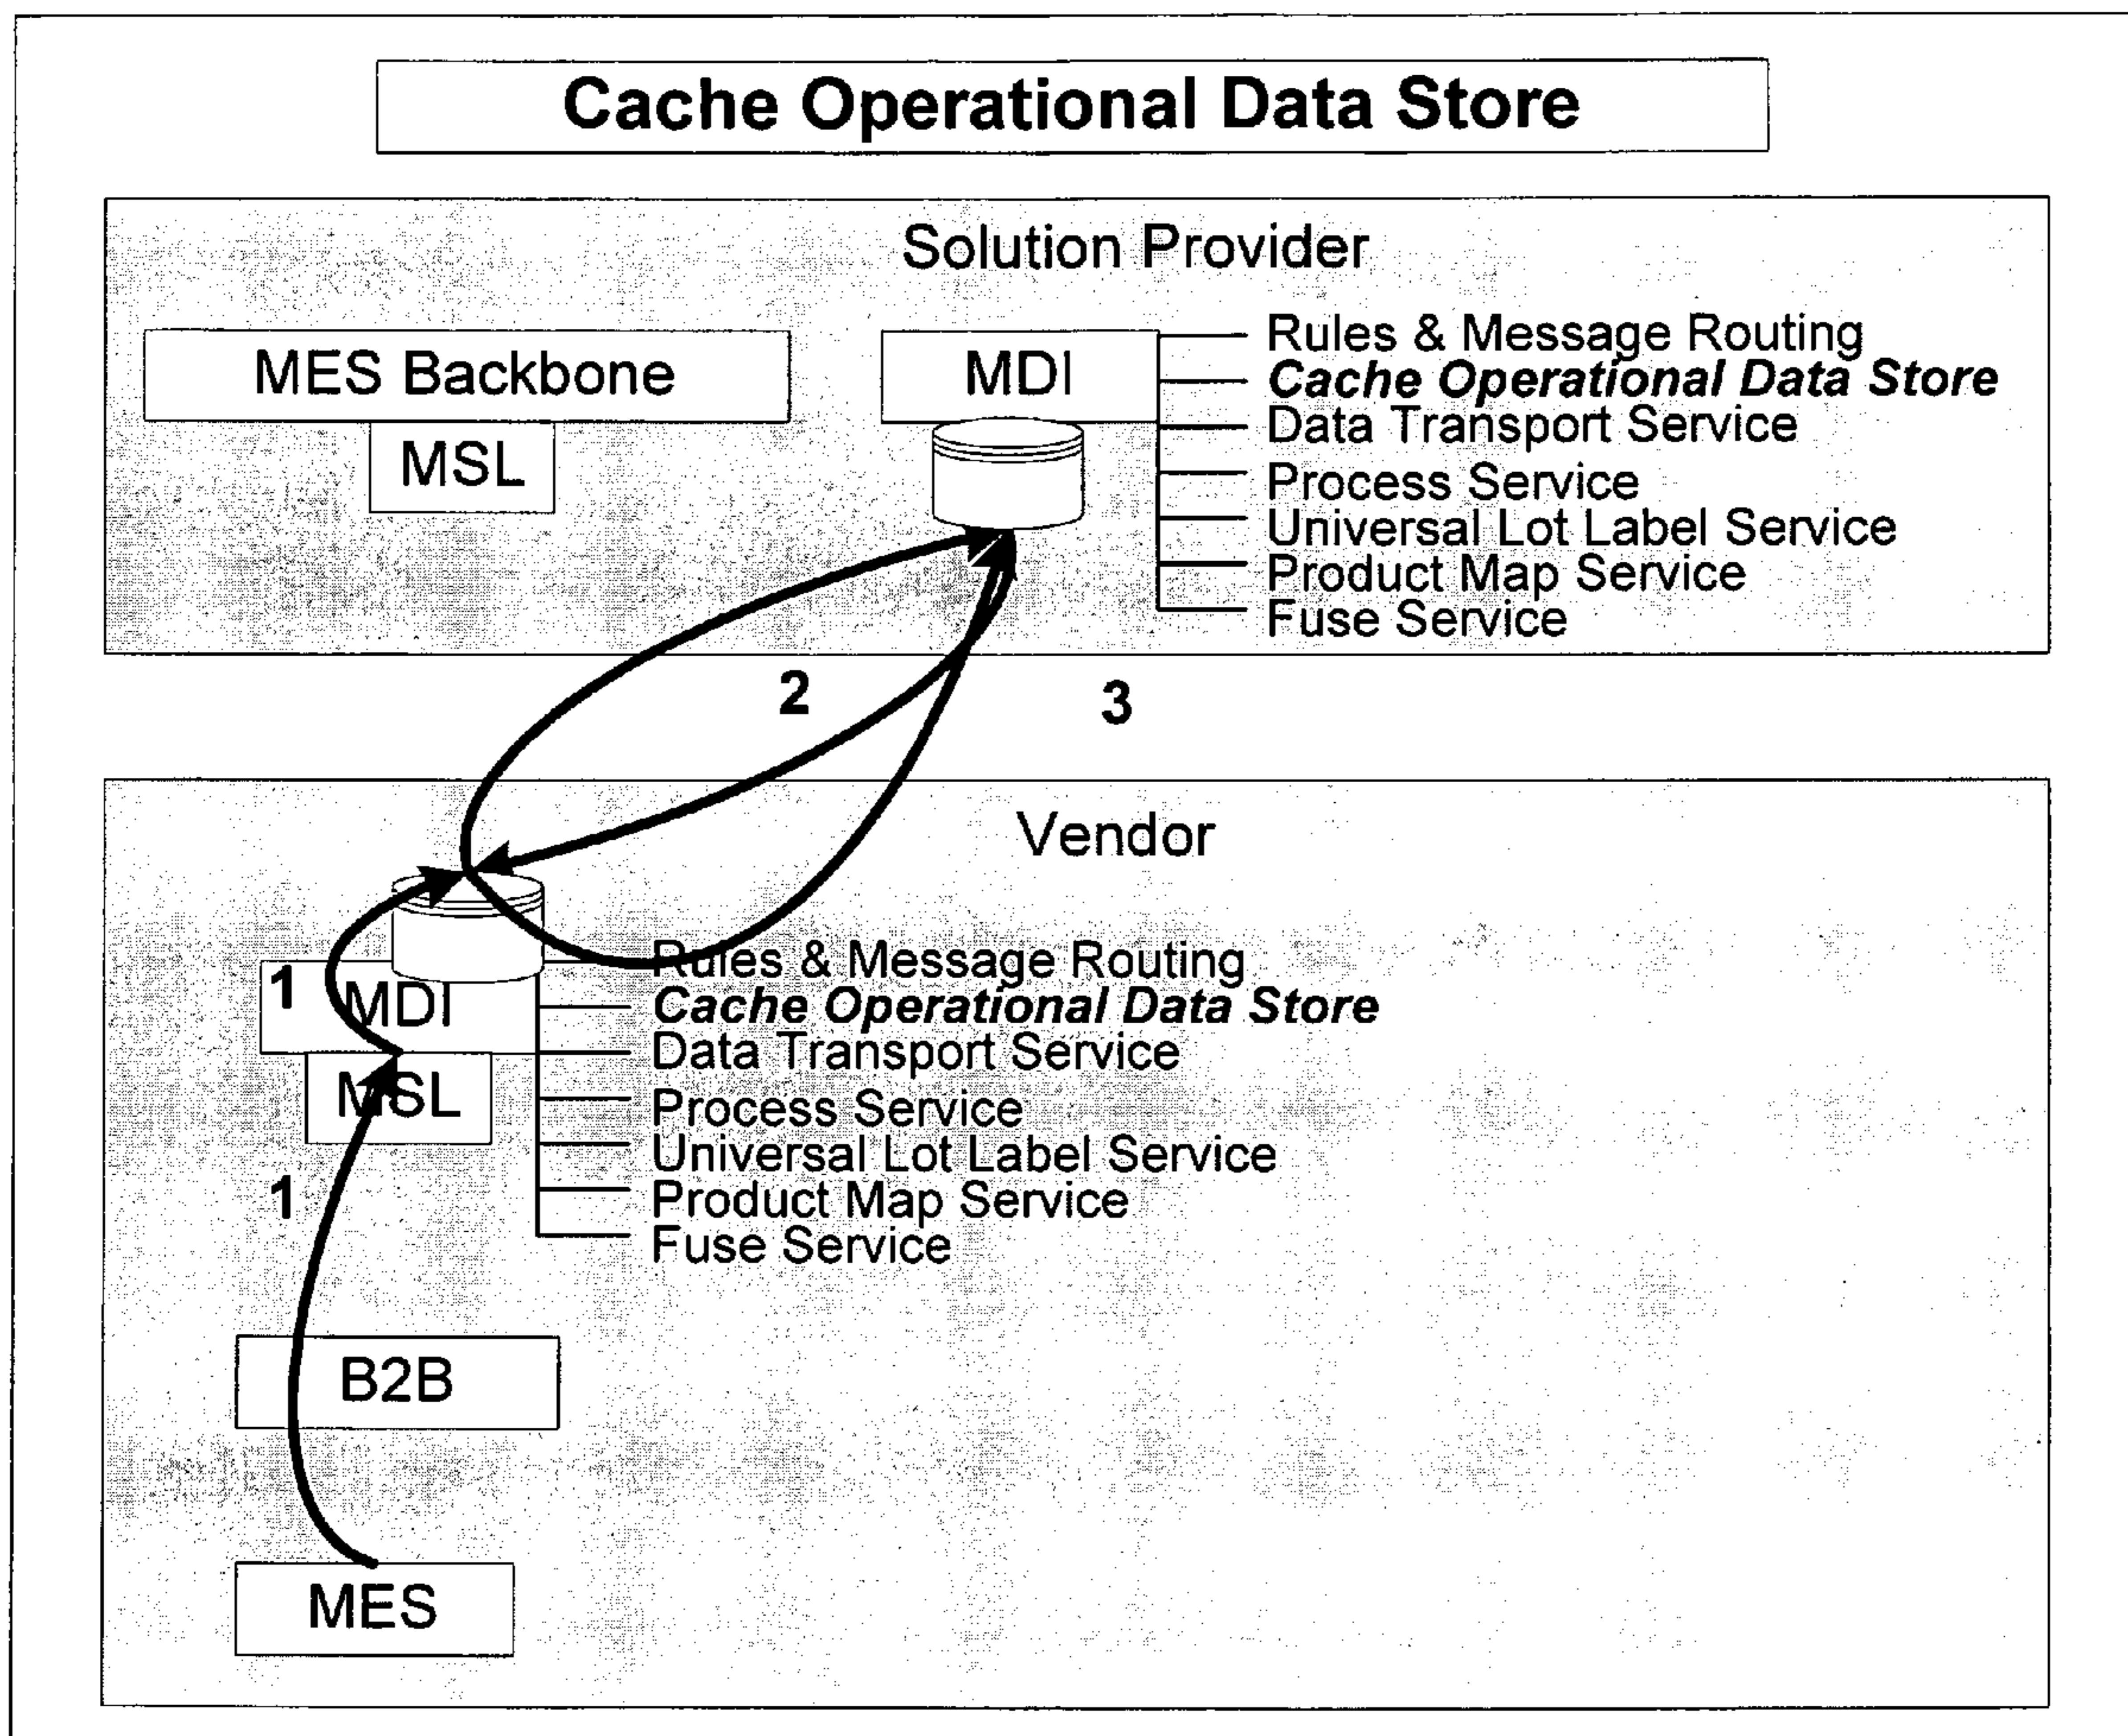 Cache Operational Data Store
Solution Provider
MES Backbone
MSL
MDI
Rules & Message Routing
Cache Operational Data Store
Data Transport Service
Process Service
Universal Lot Label Service
Product Map Service
Fuse Service
2
3
Vendor
1
MDI
MSL
Rules & Message Routing
Cache Operational Data Store
Data Transport Service
Process Service
Universal Lot Label Service
Product Map Service
Fuse Service
1
B2B
MES